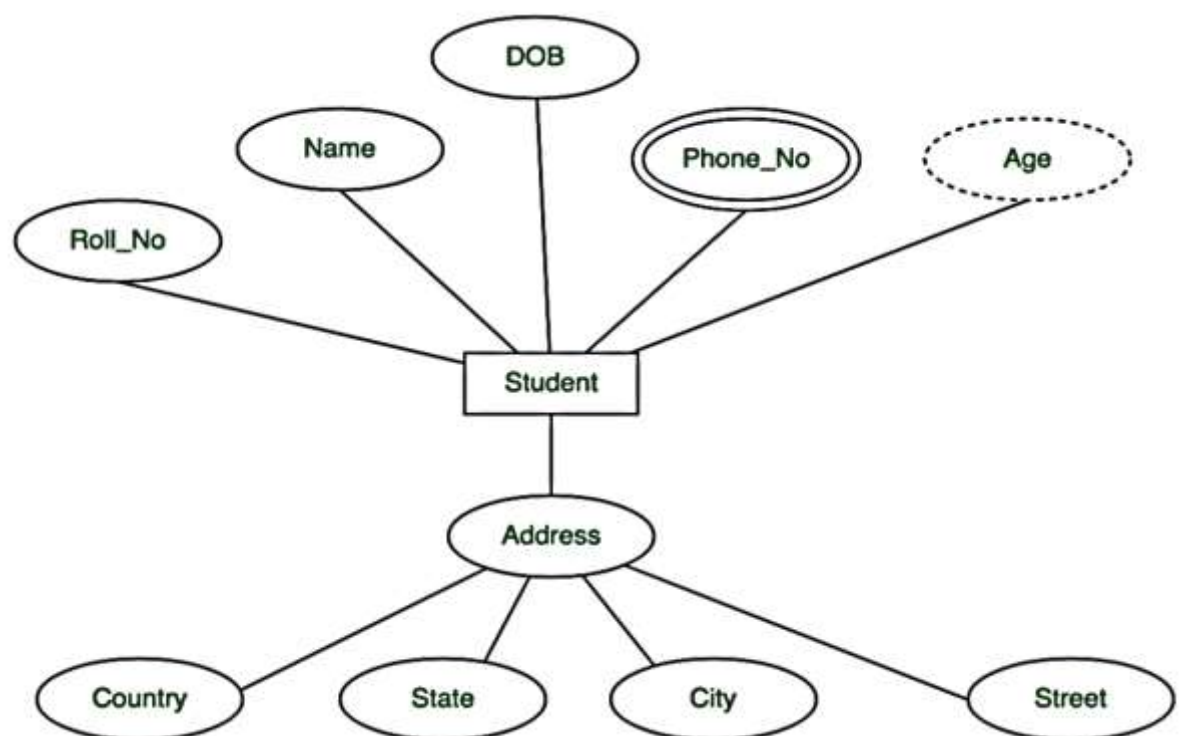 DOB
Name
Phone_No
Age
Roll_No
Student
Address
Country
State
City
Street